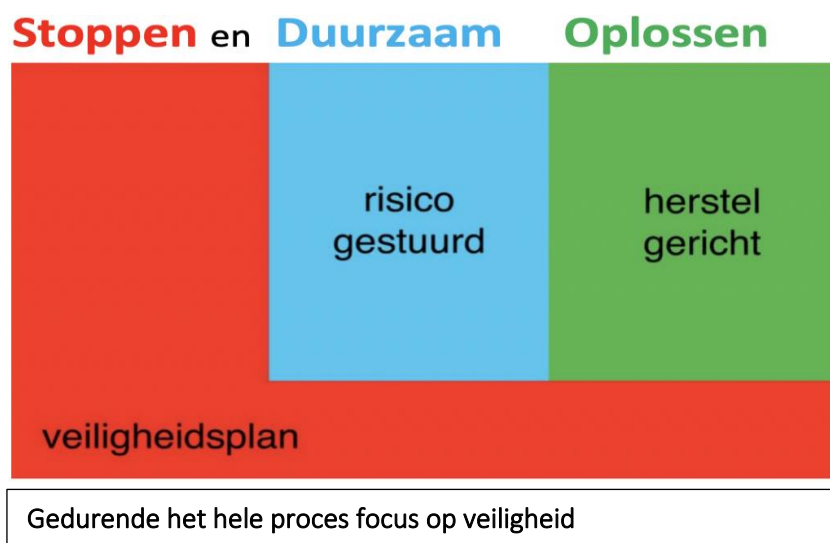 Stoppen en Duurzaam Oplossen
risico
gestuurd
herstel
gericht
veiligheidsplan
Gedurende het hele proces focus op veiligheid